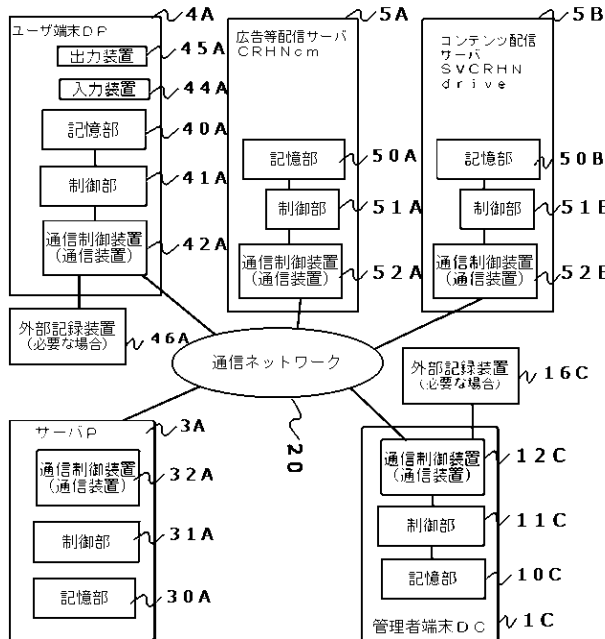 ユーザ端末DP
4A
出力装置
45A
入力装置
44A
記憶部
40A
制御部
41A
通信制御装置
(通信装置)
42A
外部記録装置
(必要な場合)
46A
広告等配信サーバ
CRHNcm
5A
記憶部
50A
制御部
51A
通信制御装置
(通信装置)
52A
コンテンツ配信
サーバ
SVCRHN
drive
5B
記憶部
50B
制御部
51B
通信制御装置
(通信装置)
52B
通信ネットワーク
20
外部記録装置
(必要な場合)
16C
サーバP
3A
通信制御装置
(通信装置)
32A
制御部
31A
記憶部
30A
通信制御装置
(通信装置)
12C
制御部
11C
記憶部
10C
管理者端末DC
1C